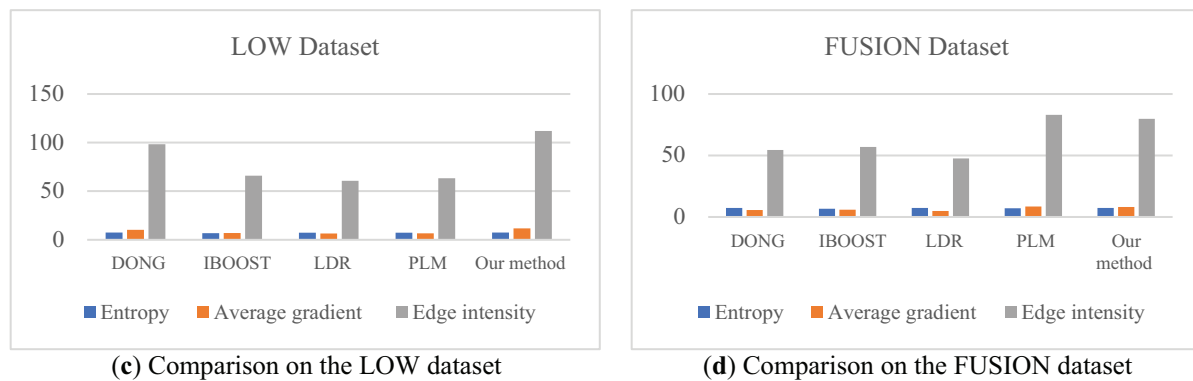 LOW Dataset
150
100
50
0
DONG IBOOST LDR PLM Our method
Entropy Average gradient Edge intensity
(c) Comparison on the LOW dataset
FUSION Dataset
100
50
0
DONG IBOOST LDR PLM Our
method
Entropy Average gradient Edge intensity
(d) Comparison on the FUSION dataset